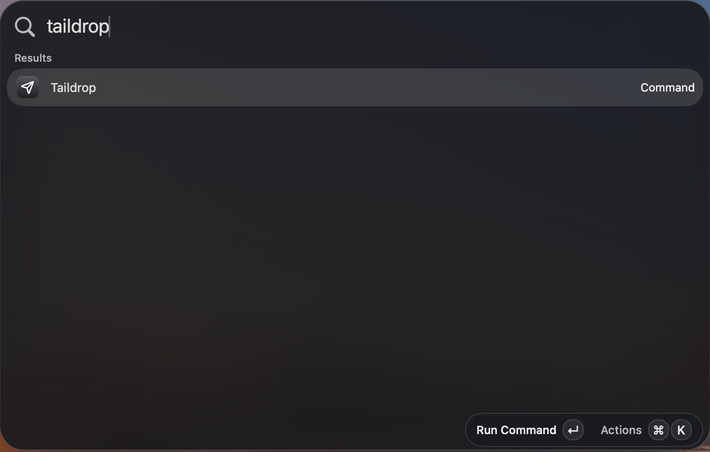 taildrop
Results
Taildrop Command
Run Command ↵ Actions ⌘ K